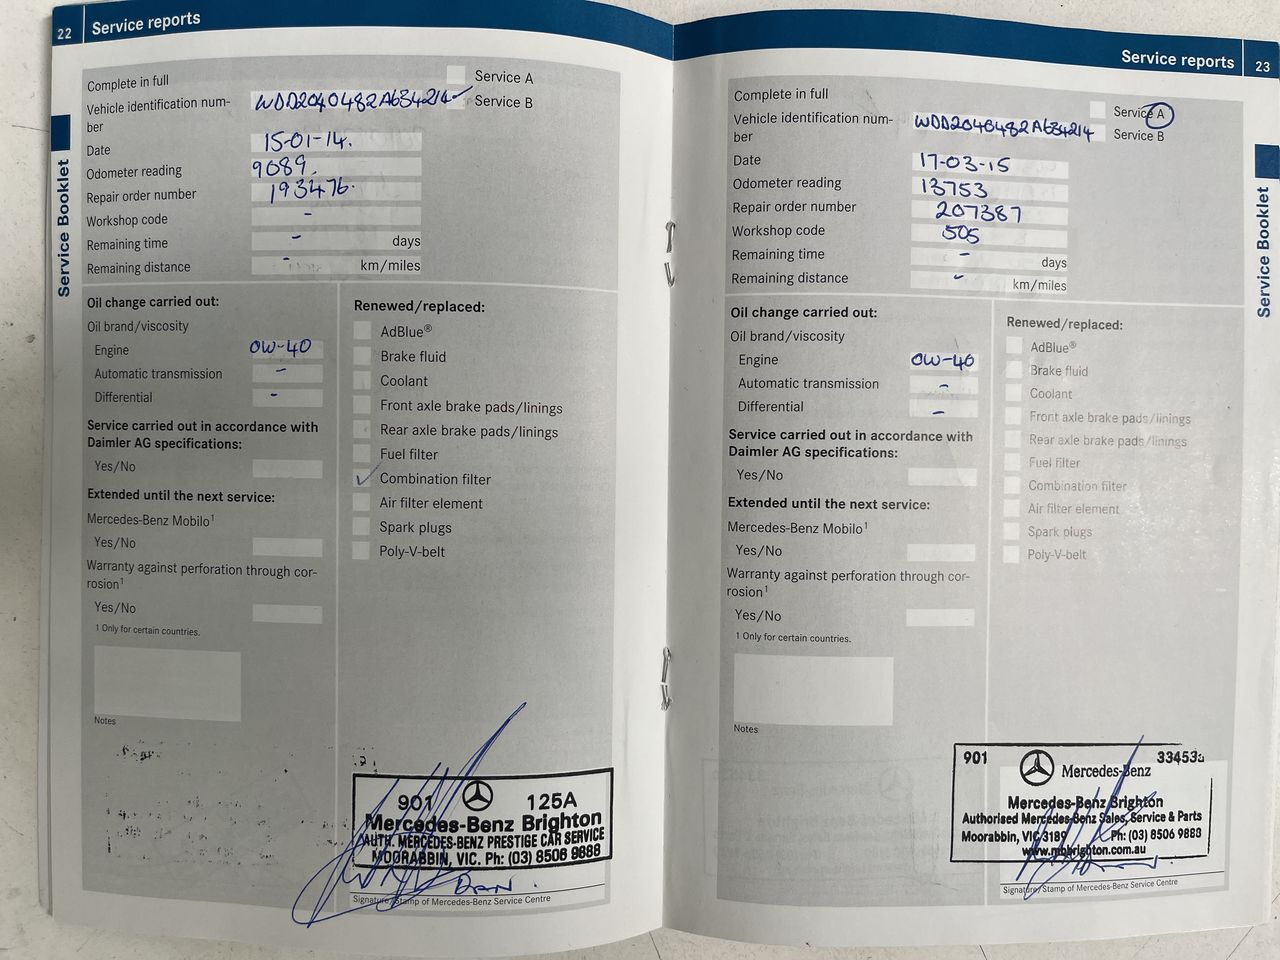 22 Service reports
Complete in full
Service A
Vehicle identification num-
ber
WDD2040482A634214
Service B
Date 15-01-14.
Odometer reading 9089.
Repair order number 193476.
Workshop code -
Remaining time - days
Remaining distance - km/miles
Service Booklet
Oil change carried out:
Oil brand/viscosity
Engine 0W-40
Automatic transmission -
Differential -
Service carried out in accordance with
Daimler AG specifications:
Yes/No
Extended until the next service:
Mercedes-Benz Mobilo¹
Yes/No
Warranty against perforation through cor-
rosion¹
Yes/No
1 Only for certain countries.
Notes
Renewed/replaced:
AdBlue®
Brake fluid
Coolant
Front axle brake pads/linings
Rear axle brake pads/linings
Fuel filter
✓ Combination filter
Air filter element
Spark plugs
Poly-V-belt
901 125A
Mercedes-Benz Brighton
AUTH. MERCEDES-BENZ PRESTIGE CAR SERVICE
MOORABBIN, VIC. Ph: (03) 8506 9888
DAN.
Signature/Stamp of Mercedes-Benz Service Centre
Service reports 23
Complete in full
Service A
Vehicle identification num-
ber
WDD2040482A634214
Service B
Date 17-03-15
Odometer reading 13753
Repair order number 207387
Workshop code 505
Remaining time - days
Remaining distance - km/miles
Service Booklet
Oil change carried out:
Oil brand/viscosity
Engine 0W-40
Automatic transmission -
Differential -
Service carried out in accordance with
Daimler AG specifications:
Yes/No
Extended until the next service:
Mercedes-Benz Mobilo¹
Yes/No
Warranty against perforation through cor-
rosion¹
Yes/No
1 Only for certain countries.
Notes
Renewed/replaced:
AdBlue®
Brake fluid
Coolant
Front axle brake pads/linings
Rear axle brake pads/linings
Fuel filter
Combination filter
Air filter element
Spark plugs
Poly-V-belt
901 33453a
Mercedes-Benz
Mercedes-Benz Brighton
Authorised Mercedes-Benz Sales, Service & Parts
Moorabbin, VIC 3189 Ph: (03) 8506 9888
www.mbbrighton.com.au
Signature/Stamp of Mercedes-Benz Service Centre